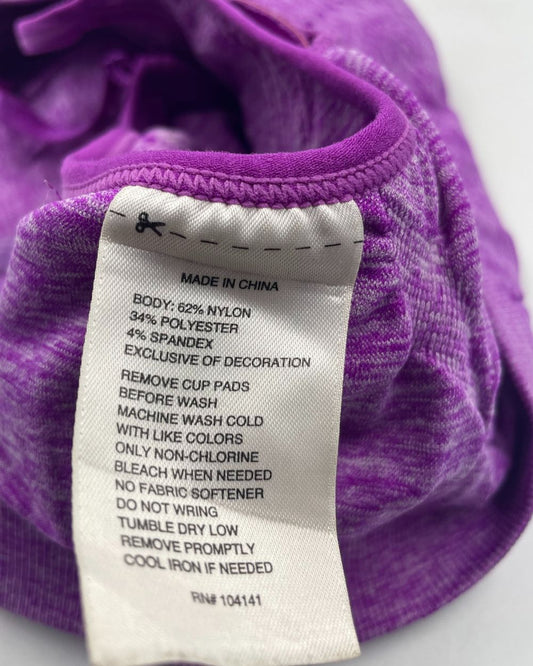 MADE IN CHINA
BODY: 62% NYLON
34% POLYESTER
4% SPANDEX
EXCLUSIVE OF DECORATION
REMOVE CUP PADS
BEFORE WASH
MACHINE WASH COLD
WITH LIKE COLORS
ONLY NON-CHLORINE
BLEACH WHEN NEEDED
NO FABRIC SOFTENER
DO NOT WRING
TUMBLE DRY LOW
REMOVE PROMPTLY
COOL IRON IF NEEDED
RN# 104141